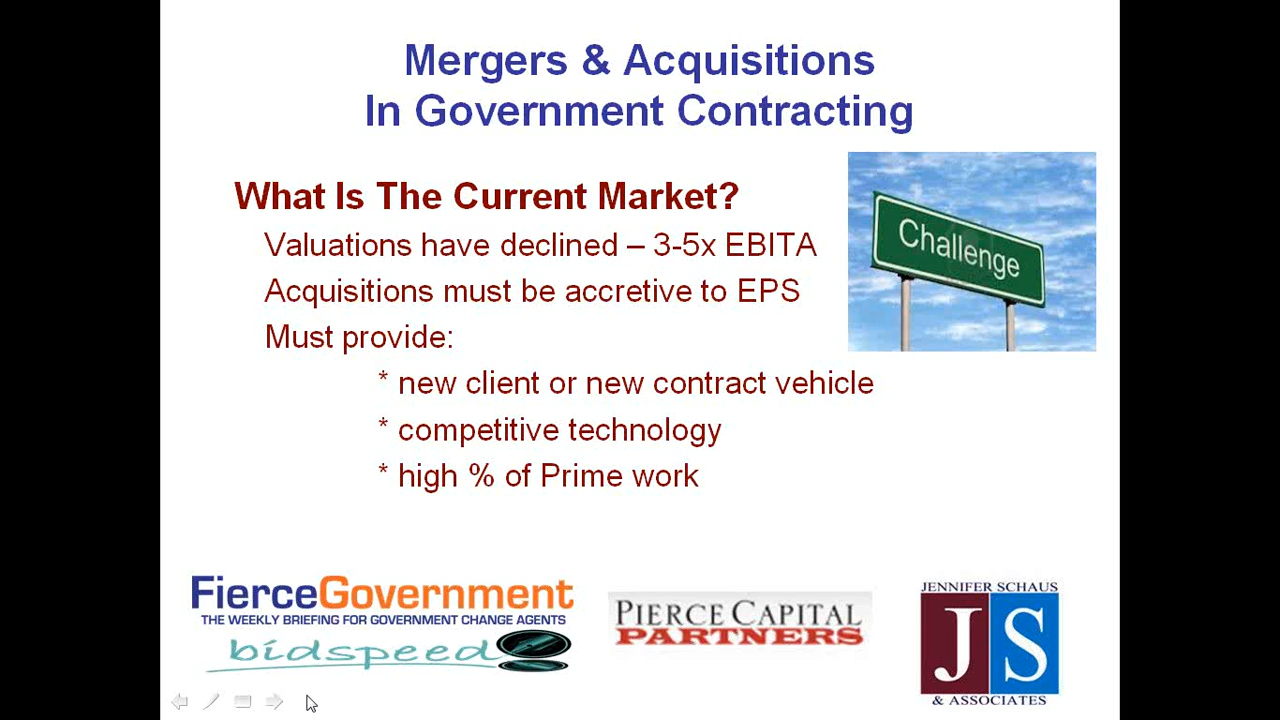 Mergers & Acquisitions
In Government Contracting
What Is The Current Market?
Valuations have declined – 3-5x EBITA
Acquisitions must be accretive to EPS
Must provide:
* new client or new contract vehicle
* competitive technology
* high % of Prime work
Challenge
FierceGovernment
THE WEEKLY BRIEFING FOR GOVERNMENT CHANGE AGENTS
bidspeed
PIERCE CAPITAL
PARTNERS
JENNIFER SCHAUS
JS
& ASSOCIATES